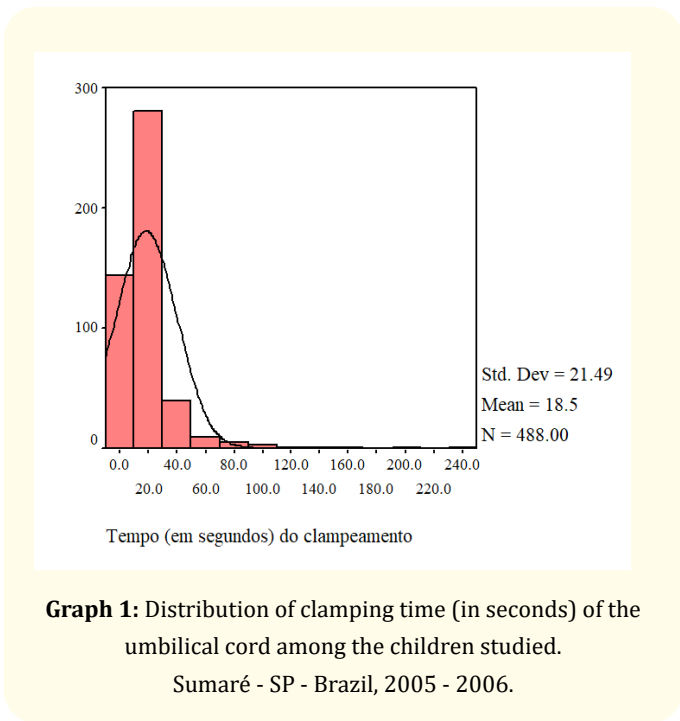 300
200
100
0
Std. Dev = 21.49
Mean = 18.5
N = 488.00
0.0 40.0 80.0 120.0 160.0 200.0 240.0
20.0 60.0 100.0 140.0 180.0 220.0
Tempo (em segundos) do clampeamento
Graph 1: Distribution of clamping time (in seconds) of the
umbilical cord among the children studied.
Sumaré - SP - Brazil, 2005 - 2006.